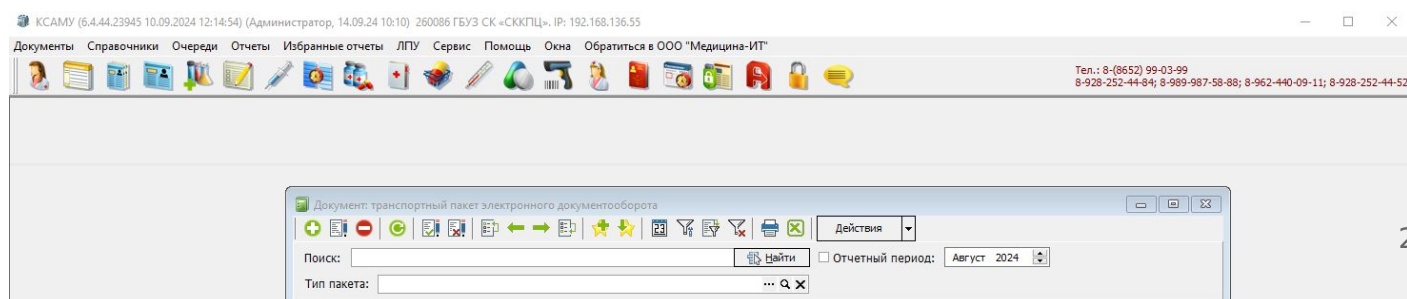 КСАМУ (6.4.44.23945 10.09.2024 12:14:54) (Администратор, 14.09.24 10:10) 260086 ГБУЗ СК «СККПЦ». IP: 192.168.136.55
Документы Справочники Очереди Отчеты Избранные отчеты ЛПУ Сервис Помощь Окна Обратиться в ООО "Медицина-ИТ"
Тел.: 8-(8652) 99-03-99
8-928-252-44-84; 8-989-987-58-88; 8-962-440-09-11; 8-928-252-44-52
Документ: транспортный пакет электронного документооборота
23 Действия
Поиск: Найти Отчетный период: Август 2024
Тип пакета: ...